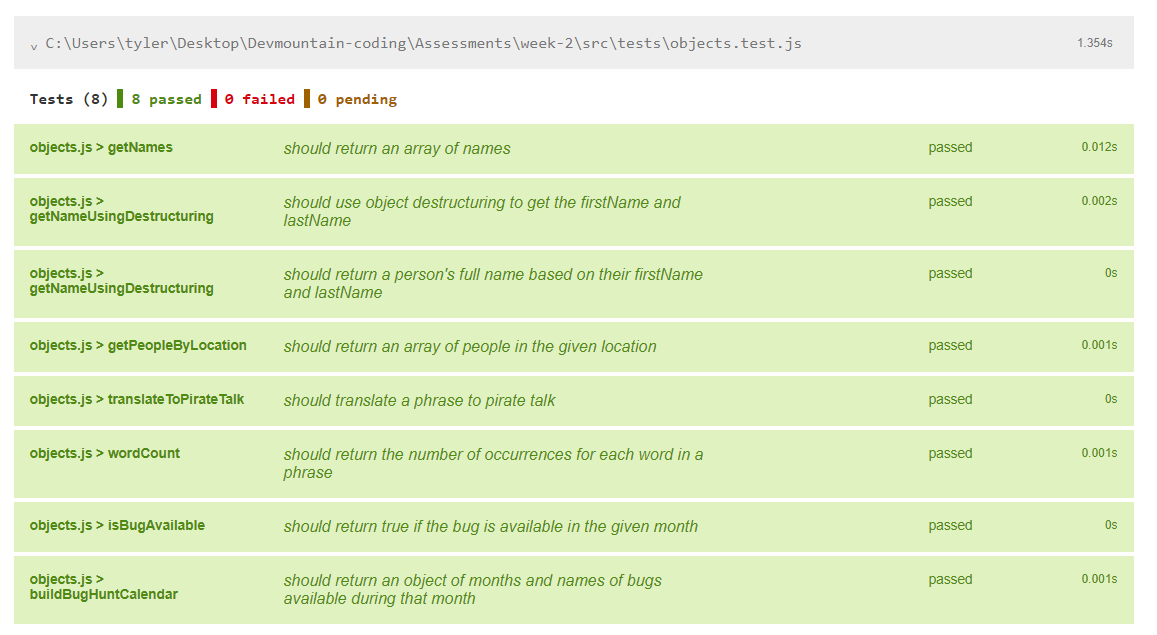 ⌄ C:\Users\tyler\Desktop\Devmountain-coding\Assessments\week-2\src\tests\objects.test.js 1.354s
Tests (8) 8 passed 0 failed 0 pending
objects.js > getNames should return an array of names passed 0.012s
objects.js > should use object destructuring to get the firstName and passed 0.002s
getNameUsingDestructuring lastName
objects.js > should return a person's full name based on their firstName passed 0s
getNameUsingDestructuring and lastName
objects.js > getPeopleByLocation should return an array of people in the given location passed 0.001s
objects.js > translateToPirateTalk should translate a phrase to pirate talk passed 0s
objects.js > wordCount should return the number of occurrences for each word in a passed 0.001s
phrase
objects.js > isBugAvailable should return true if the bug is available in the given month passed 0s
objects.js > should return an object of months and names of bugs passed 0.001s
buildBugHuntCalendar available during that month